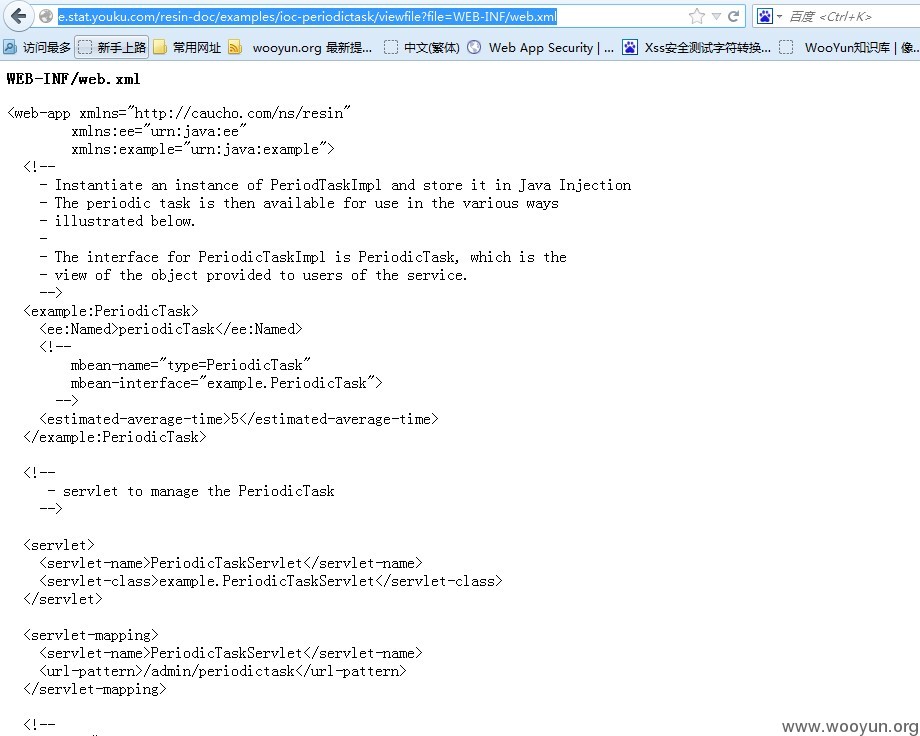 e.stat.youku.com/resin-doc/examples/ioc-periodictask/viewfile?file=WEB-INF/web.xml
百度 <Ctrl+K>
访问最多 新手上路 常用网址 wooyun.org 最新提... 中文(繁体) Web App Security | ... Xss安全测试字符转换... WooYun知识库 | 像...
WEB-INF/web.xml
<web-app xmlns="http://caucho.com/ns/resin"
xmlns:ee="urn:java:ee"
xmlns:example="urn:java:example">
<!--
- Instantiate an instance of PeriodTaskImpl and store it in Java Injection
- The periodic task is then available for use in the various ways
- illustrated below.
-
- The interface for PeriodicTaskImpl is PeriodicTask, which is the
- view of the object provided to users of the service.
-->
<example:PeriodicTask>
<ee:Named>periodicTask</ee:Named>
<!--
mbean-name="type=PeriodicTask"
mbean-interface="example.PeriodicTask">
-->
<estimated-average-time>5</estimated-average-time>
</example:PeriodicTask>
<!--
- servlet to manage the PeriodicTask
-->
<servlet>
<servlet-name>PeriodicTaskServlet</servlet-name>
<servlet-class>example.PeriodicTaskServlet</servlet-class>
</servlet>
<servlet-mapping>
<servlet-name>PeriodicTaskServlet</servlet-name>
<url-pattern>/admin/periodictask</url-pattern>
</servlet-mapping>
<!--
www.wooyun.org